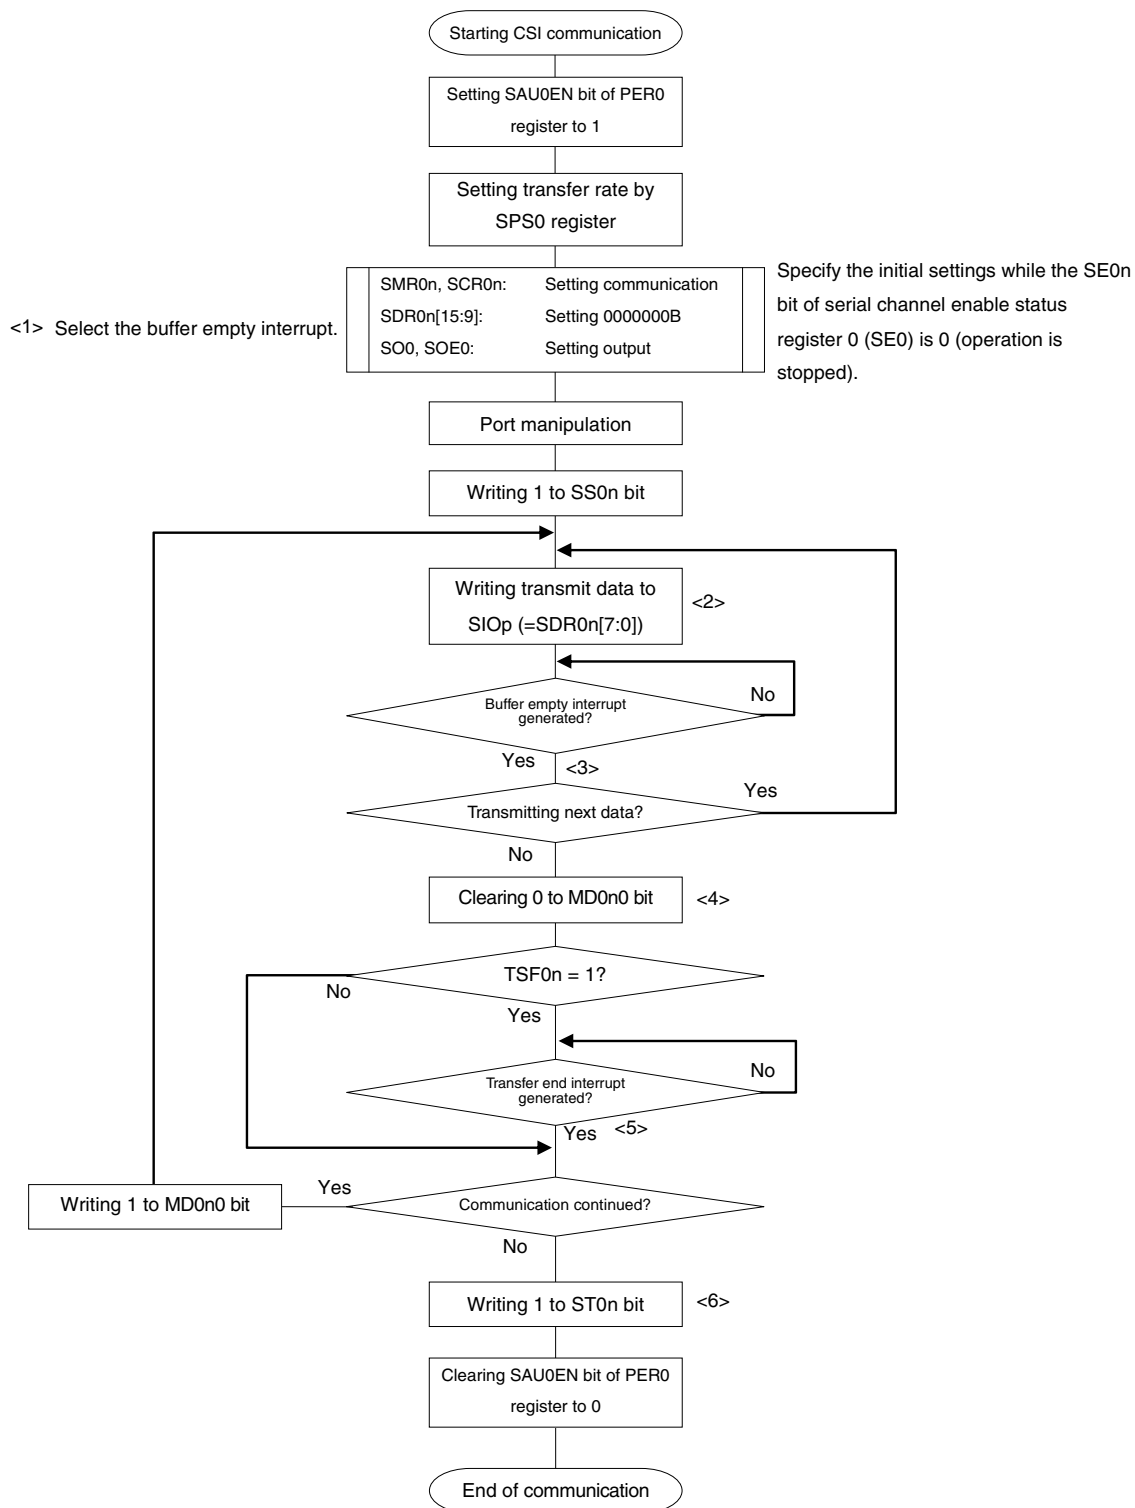 Starting CSI communication
Setting SAU0EN bit of PER0
register to 1
Setting transfer rate by
SPS0 register
<1> Select the buffer empty interrupt.
SMR0n, SCR0n: Setting communication
SDR0n[15:9]: Setting 0000000B
SO0, SOE0: Setting output
Specify the initial settings while the SE0n
bit of serial channel enable status
register 0 (SE0) is 0 (operation is
stopped).
Port manipulation
Writing 1 to SS0n bit
Writing transmit data to
SIOp (=SDR0n[7:0])
<2>
Buffer empty interrupt
generated?
No
Yes
<3>
Transmitting next data?
Yes
No
Clearing 0 to MD0n0 bit
<4>
TSF0n = 1?
No
Yes
Transfer end interrupt
generated?
No
Yes
<5>
Communication continued?
Yes
Writing 1 to MD0n0 bit
No
Writing 1 to ST0n bit
<6>
Clearing SAU0EN bit of PER0
register to 0
End of communication